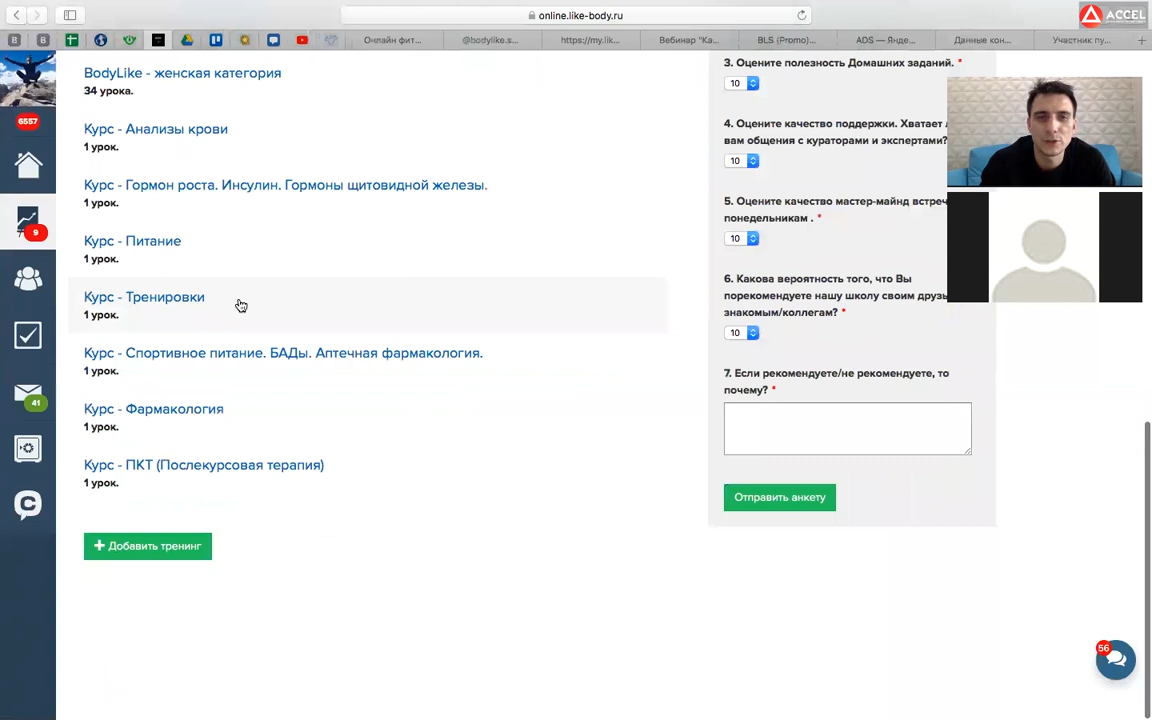 online.like-body.ru
ACCEL
B
B
Онлайн фит...
@bodylike.s...
https://my.lik...
Вебинар "Ка...
BLS (Promo)...
ADS — Янде...
Данные кон...
Участник пу...
6557
9
41
BodyLike - женская категория
34 урока.
Курс - Анализы крови
1 урок.
Курс - Гормон роста. Инсулин. Гормоны щитовидной железы.
1 урок.
Курс - Питание
1 урок.
Курс - Тренировки
1 урок.
Курс - Спортивное питание. БАДы. Аптечная фармакология.
1 урок.
Курс - Фармакология
1 урок.
Курс - ПКТ (Послекурсовая терапия)
1 урок.
+ Добавить тренинг
3. Оцените полезность Домашних заданий. *
10
4. Оцените качество поддержки. Хватает л
вам общения с кураторами и экспертами?
10
5. Оцените качество мастер-майнд встреч
понедельникам . *
10
6. Какова вероятность того, что Вы
порекомендуете нашу школу своим друзь
знакомым/коллегам? *
10
7. Если рекомендуете/не рекомендуете, то
почему? *
Отправить анкету
56